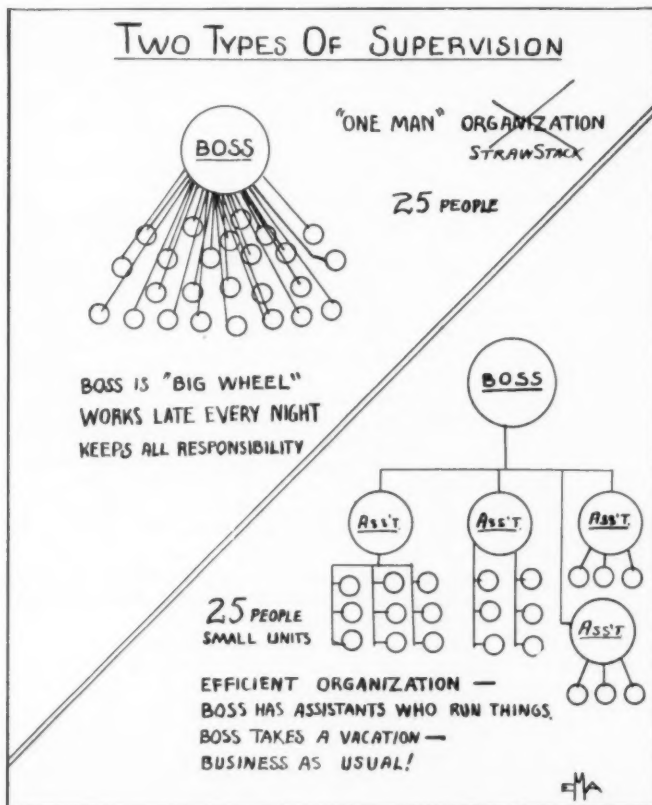 TWO TYPES OF SUPERVISION
"ONE MAN" ORGANIZATION
STRAWSTACK
BOSS
25 PEOPLE
BOSS IS "BIG WHEEL"
WORKS LATE EVERY NIGHT
KEEPS ALL RESPONSIBILITY
BOSS
ASS'T. ASS'T. ASS'T.
ASS'T
25 PEOPLE
SMALL UNITS
EFFICIENT ORGANIZATION —
BOSS HAS ASSISTANTS WHO RUN THINGS.
BOSS TAKES A VACATION —
BUSINESS AS USUAL!
EMA